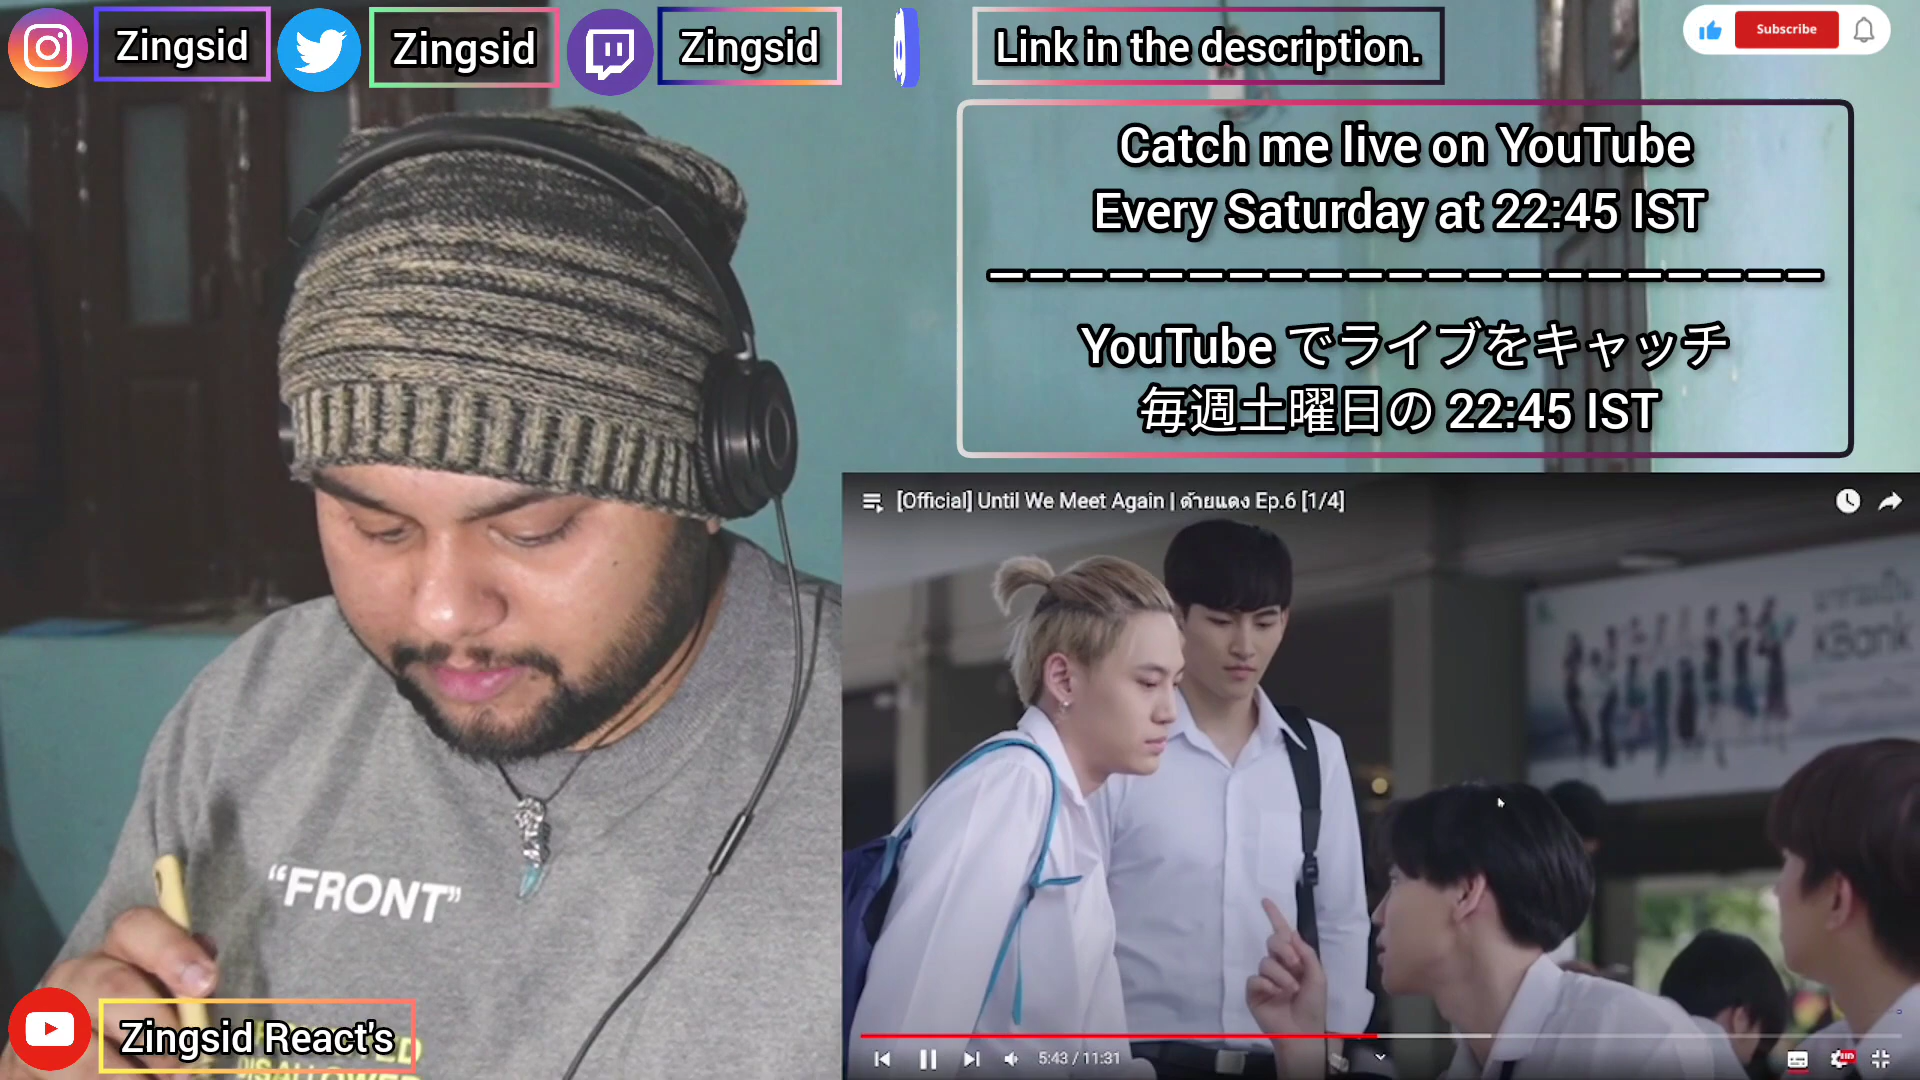 Zingsid
Zingsid
Zingsid
Link in the description.
Subscribe
Catch me live on YouTube
Every Saturday at 22:45 IST
YouTube でライブをキャッチ
毎週土曜日の 22:45 IST
[Official] Until We Meet Again | ด้ายแดง Ep.6 [1/4]
KBank
“FRONT”
5:43 / 11:31
HD
Zingsid React's